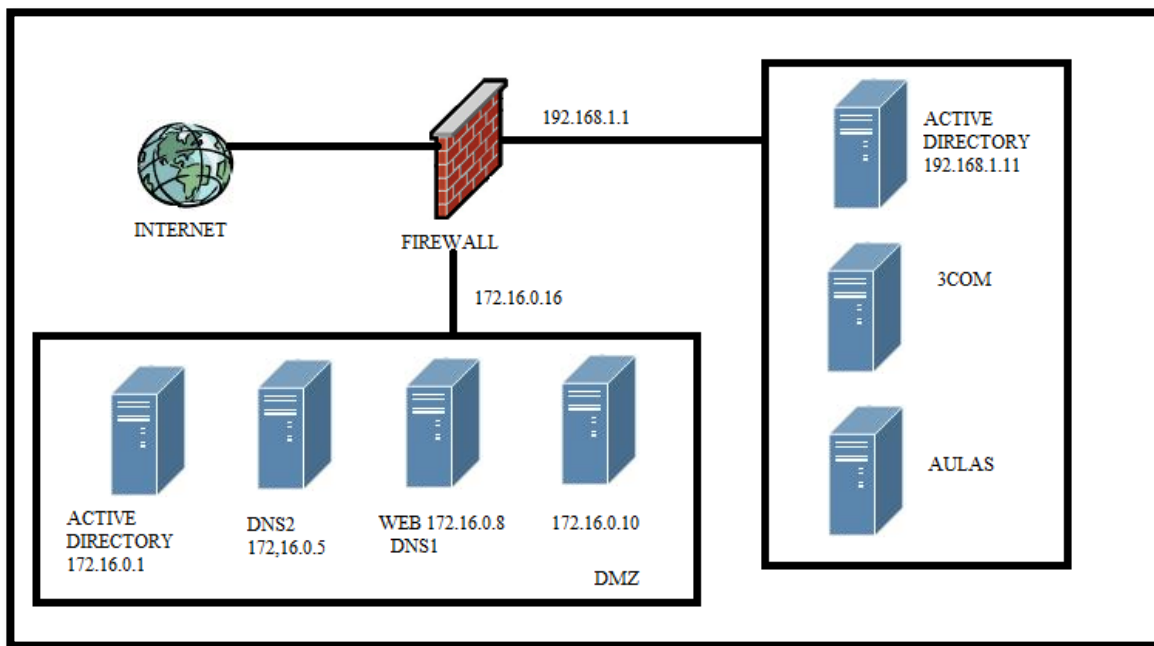 192.168.1.1
ACTIVE
DIRECTORY
192.168.1.11
INTERNET
FIREWALL
3COM
172.16.0.16
AULAS
ACTIVE
DIRECTORY
172.16.0.1
DNS2
172,16.0.5
WEB 172.16.0.8
DNS1
172.16.0.10
DMZ